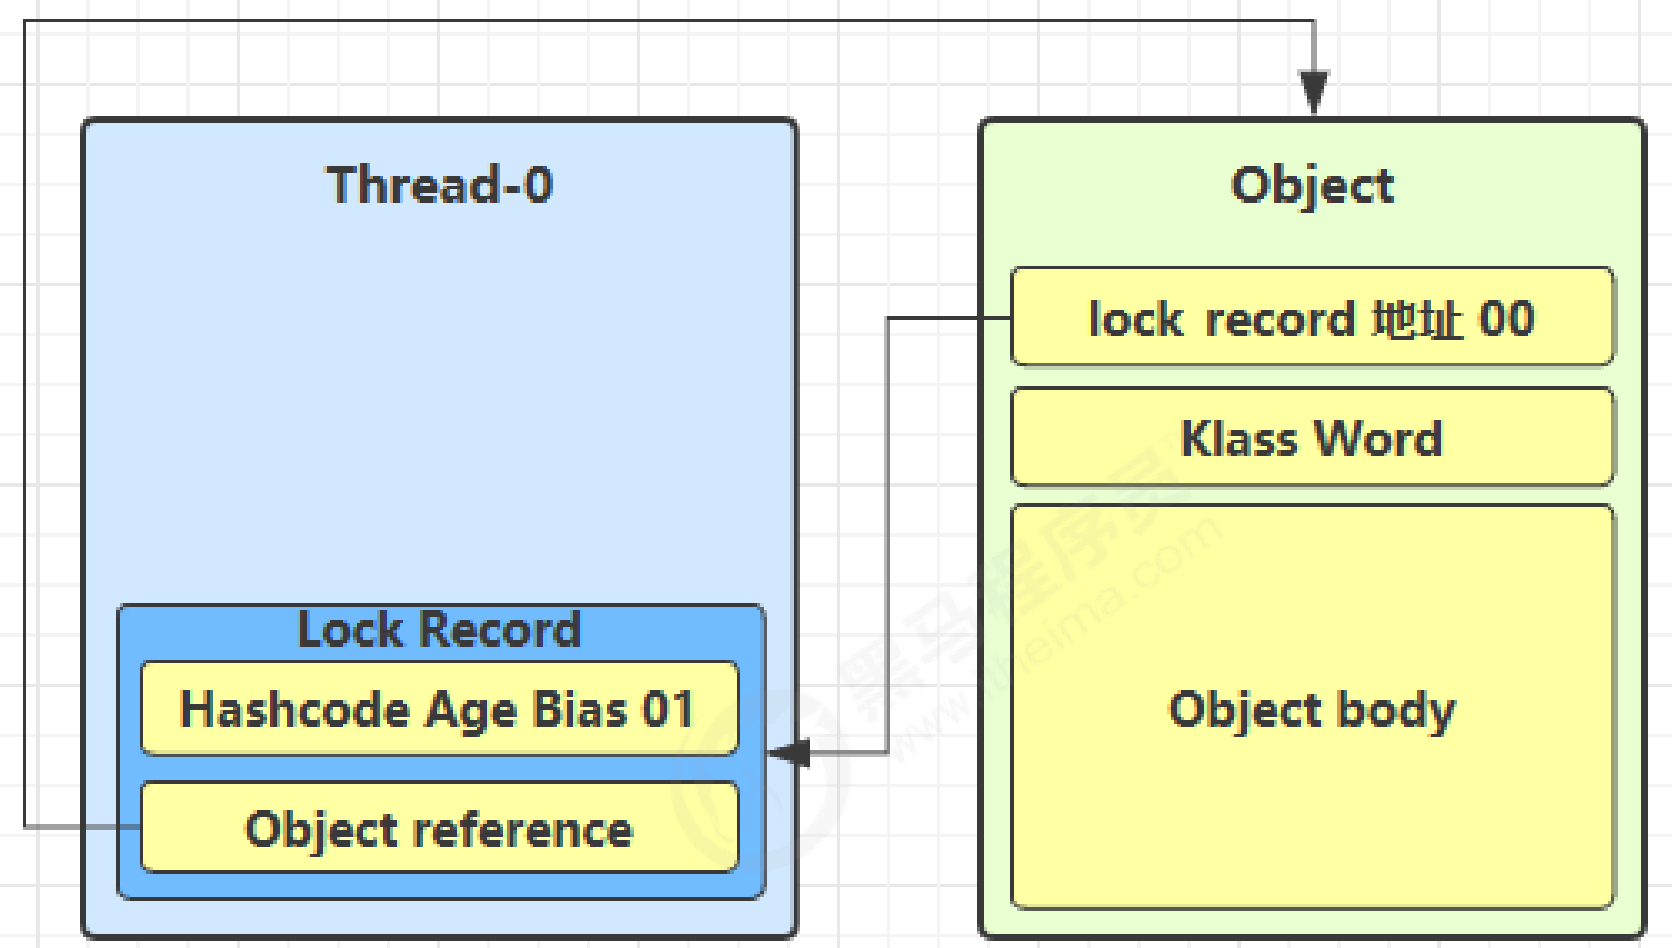 Thread-0
Lock Record
Hashcode Age Bias 01
Object reference
Object
lock record 地址 00
Klass Word
Object body
黑马程序员
www.itheima.com